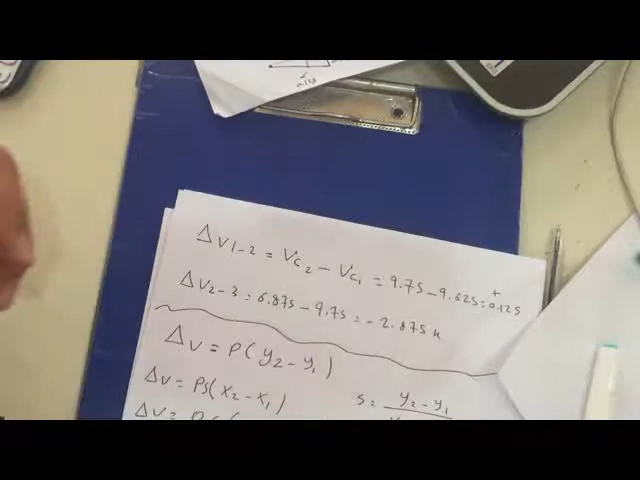 ΔV1-2 = VC2 - VC1 = 9.75 - 9.625 = 0.125
ΔV2-3 = 6.875 - 9.75 = - 2.875 k
ΔV = P(y2 - y1)
ΔV = PS(x2 - x1)
S = y2 - y1
ΔV =